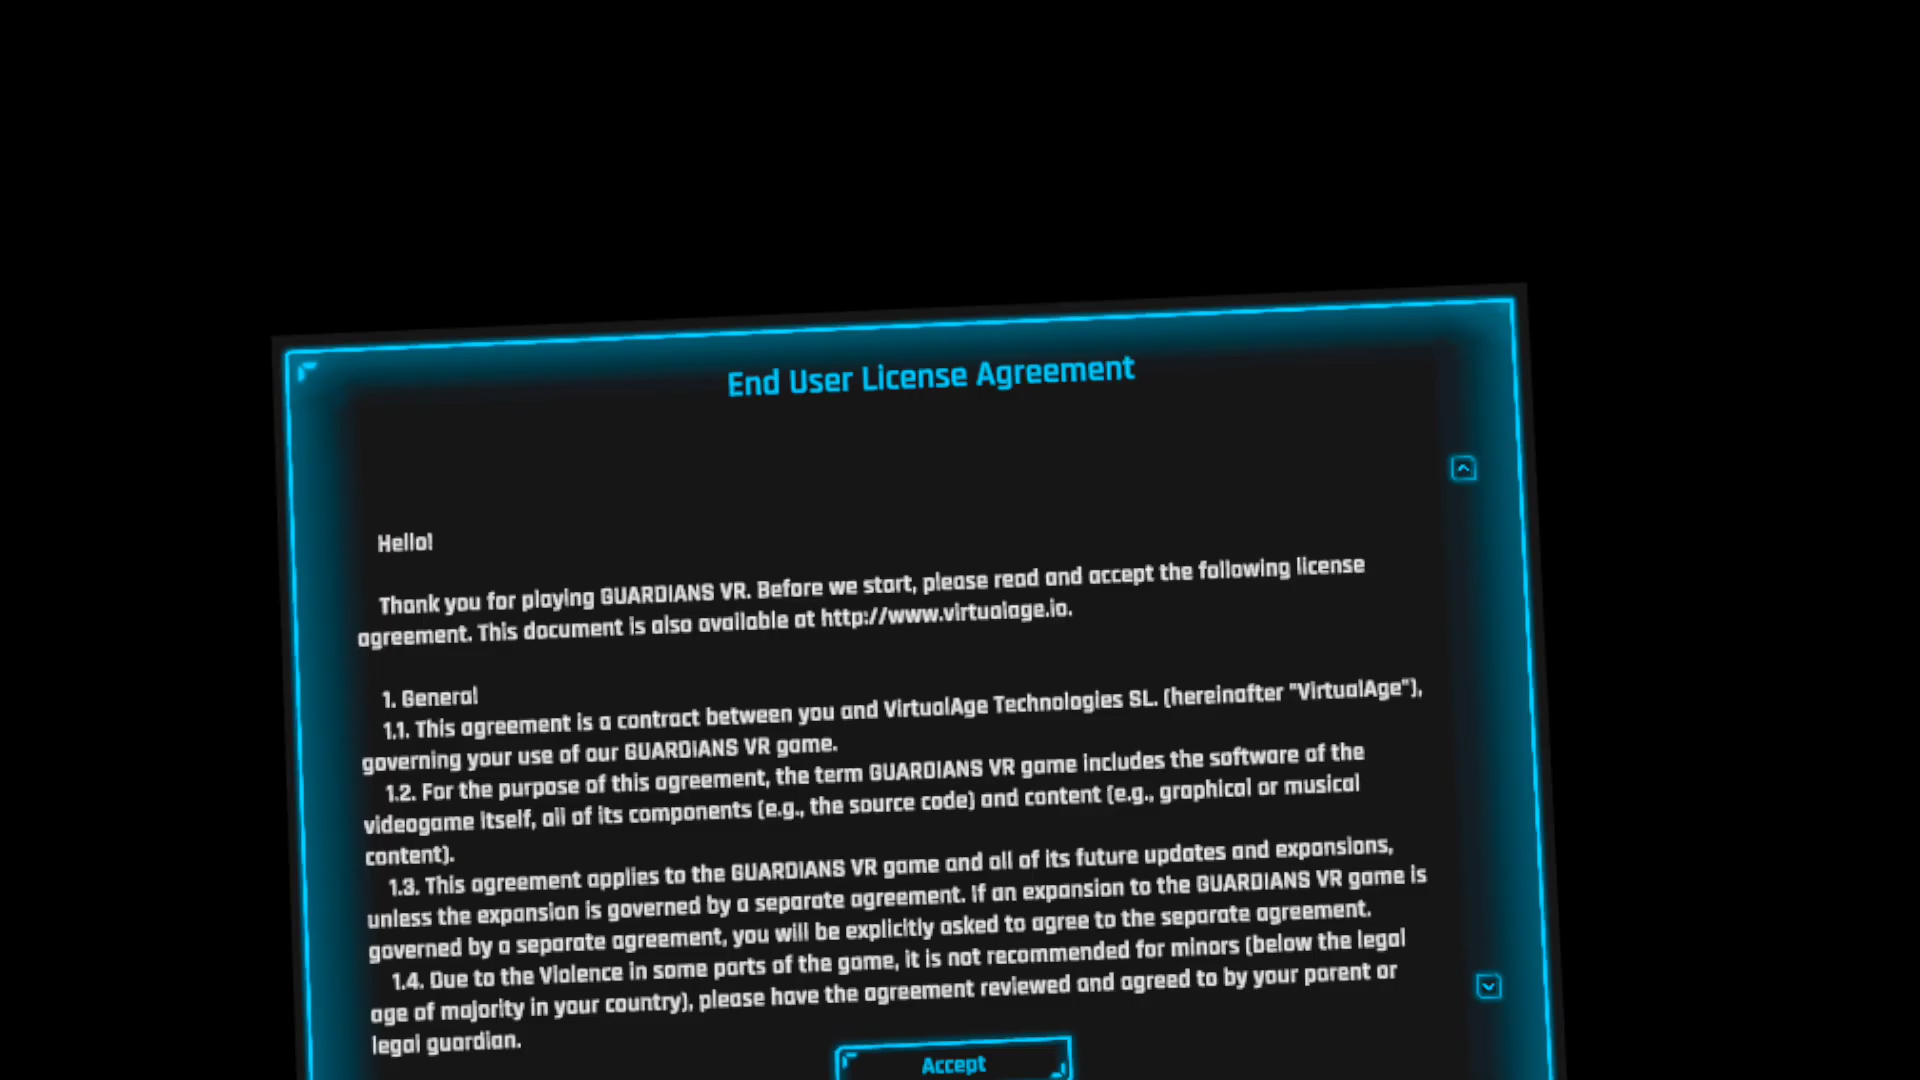 End User License Agreement
Hello!
Thank you for playing GUARDIANS VR. Before we start, please read and accept the following license
agreement. This document is also available at http://www.virtualage.io.
1. General
1.1. This agreement is a contract between you and VirtualAge Technologies SL. (hereinafter "VirtualAge"),
governing your use of our GUARDIANS VR game.
1.2. For the purpose of this agreement, the term GUARDIANS VR game includes the software of the
videogame itself, all of its components (e.g., the source code) and content (e.g., graphical or musical
content).
1.3. This agreement applies to the GUARDIANS VR game and all of its future updates and expansions,
unless the expansion is governed by a separate agreement. If an expansion to the GUARDIANS VR game is
governed by a separate agreement, you will be explicitly asked to agree to the separate agreement.
1.4. Due to the Violence in some parts of the game, it is not recommended for minors (below the legal
age of majority in your country), please have the agreement reviewed and agreed to by your parent or
legal guardian.
Accept